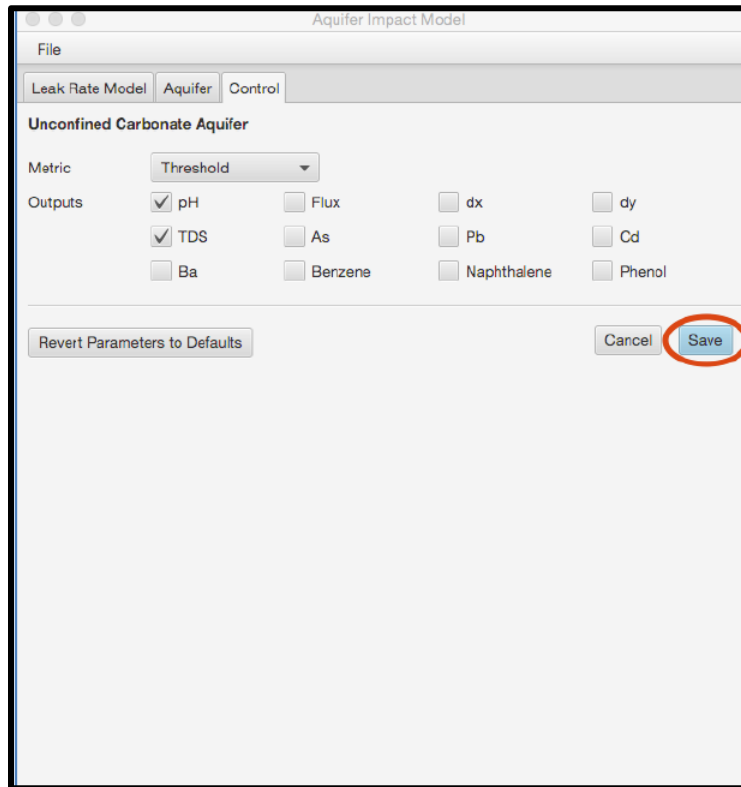 Aquifer Impact Model
File
Leak Rate Model Aquifer Control
Unconfined Carbonate Aquifer
Metric Threshold
Outputs pH Flux dx dy
TDS As Pb Cd
Ba Benzene Naphthalene Phenol
Revert Parameters to Defaults Cancel Save